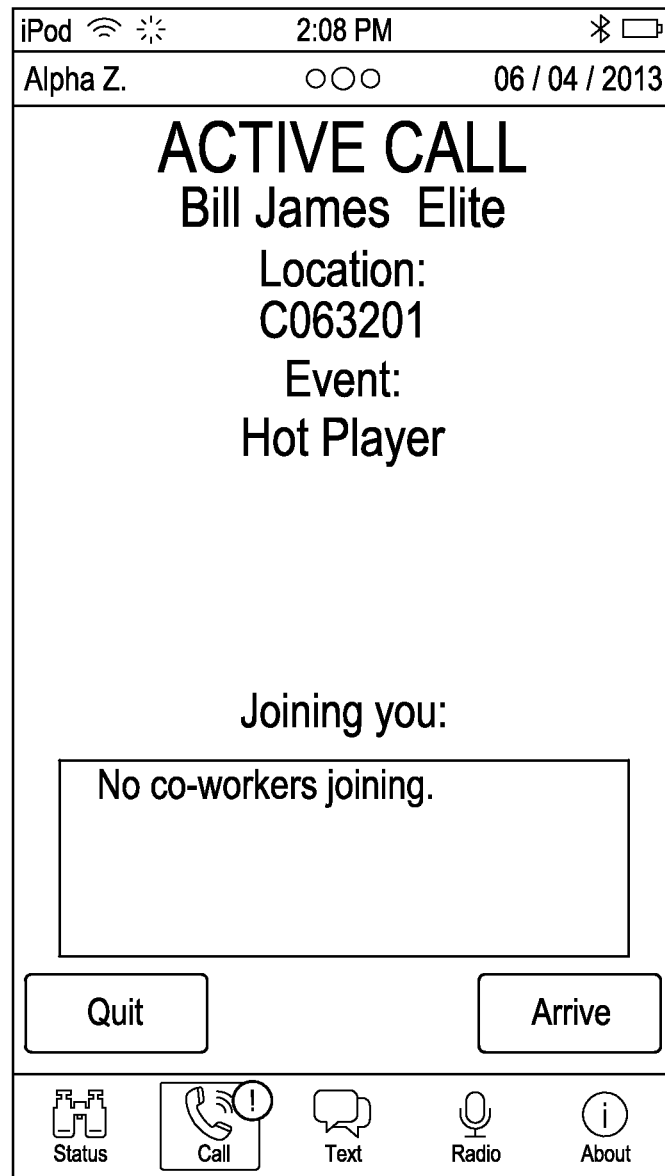 iPod 2:08 PM
Alpha Z. 06 / 04 / 2013
ACTIVE CALL
Bill James Elite
Location:
C063201
Event:
Hot Player
Joining you:
No co-workers joining.
Quit Arrive
!
i
Status Call Text Radio About